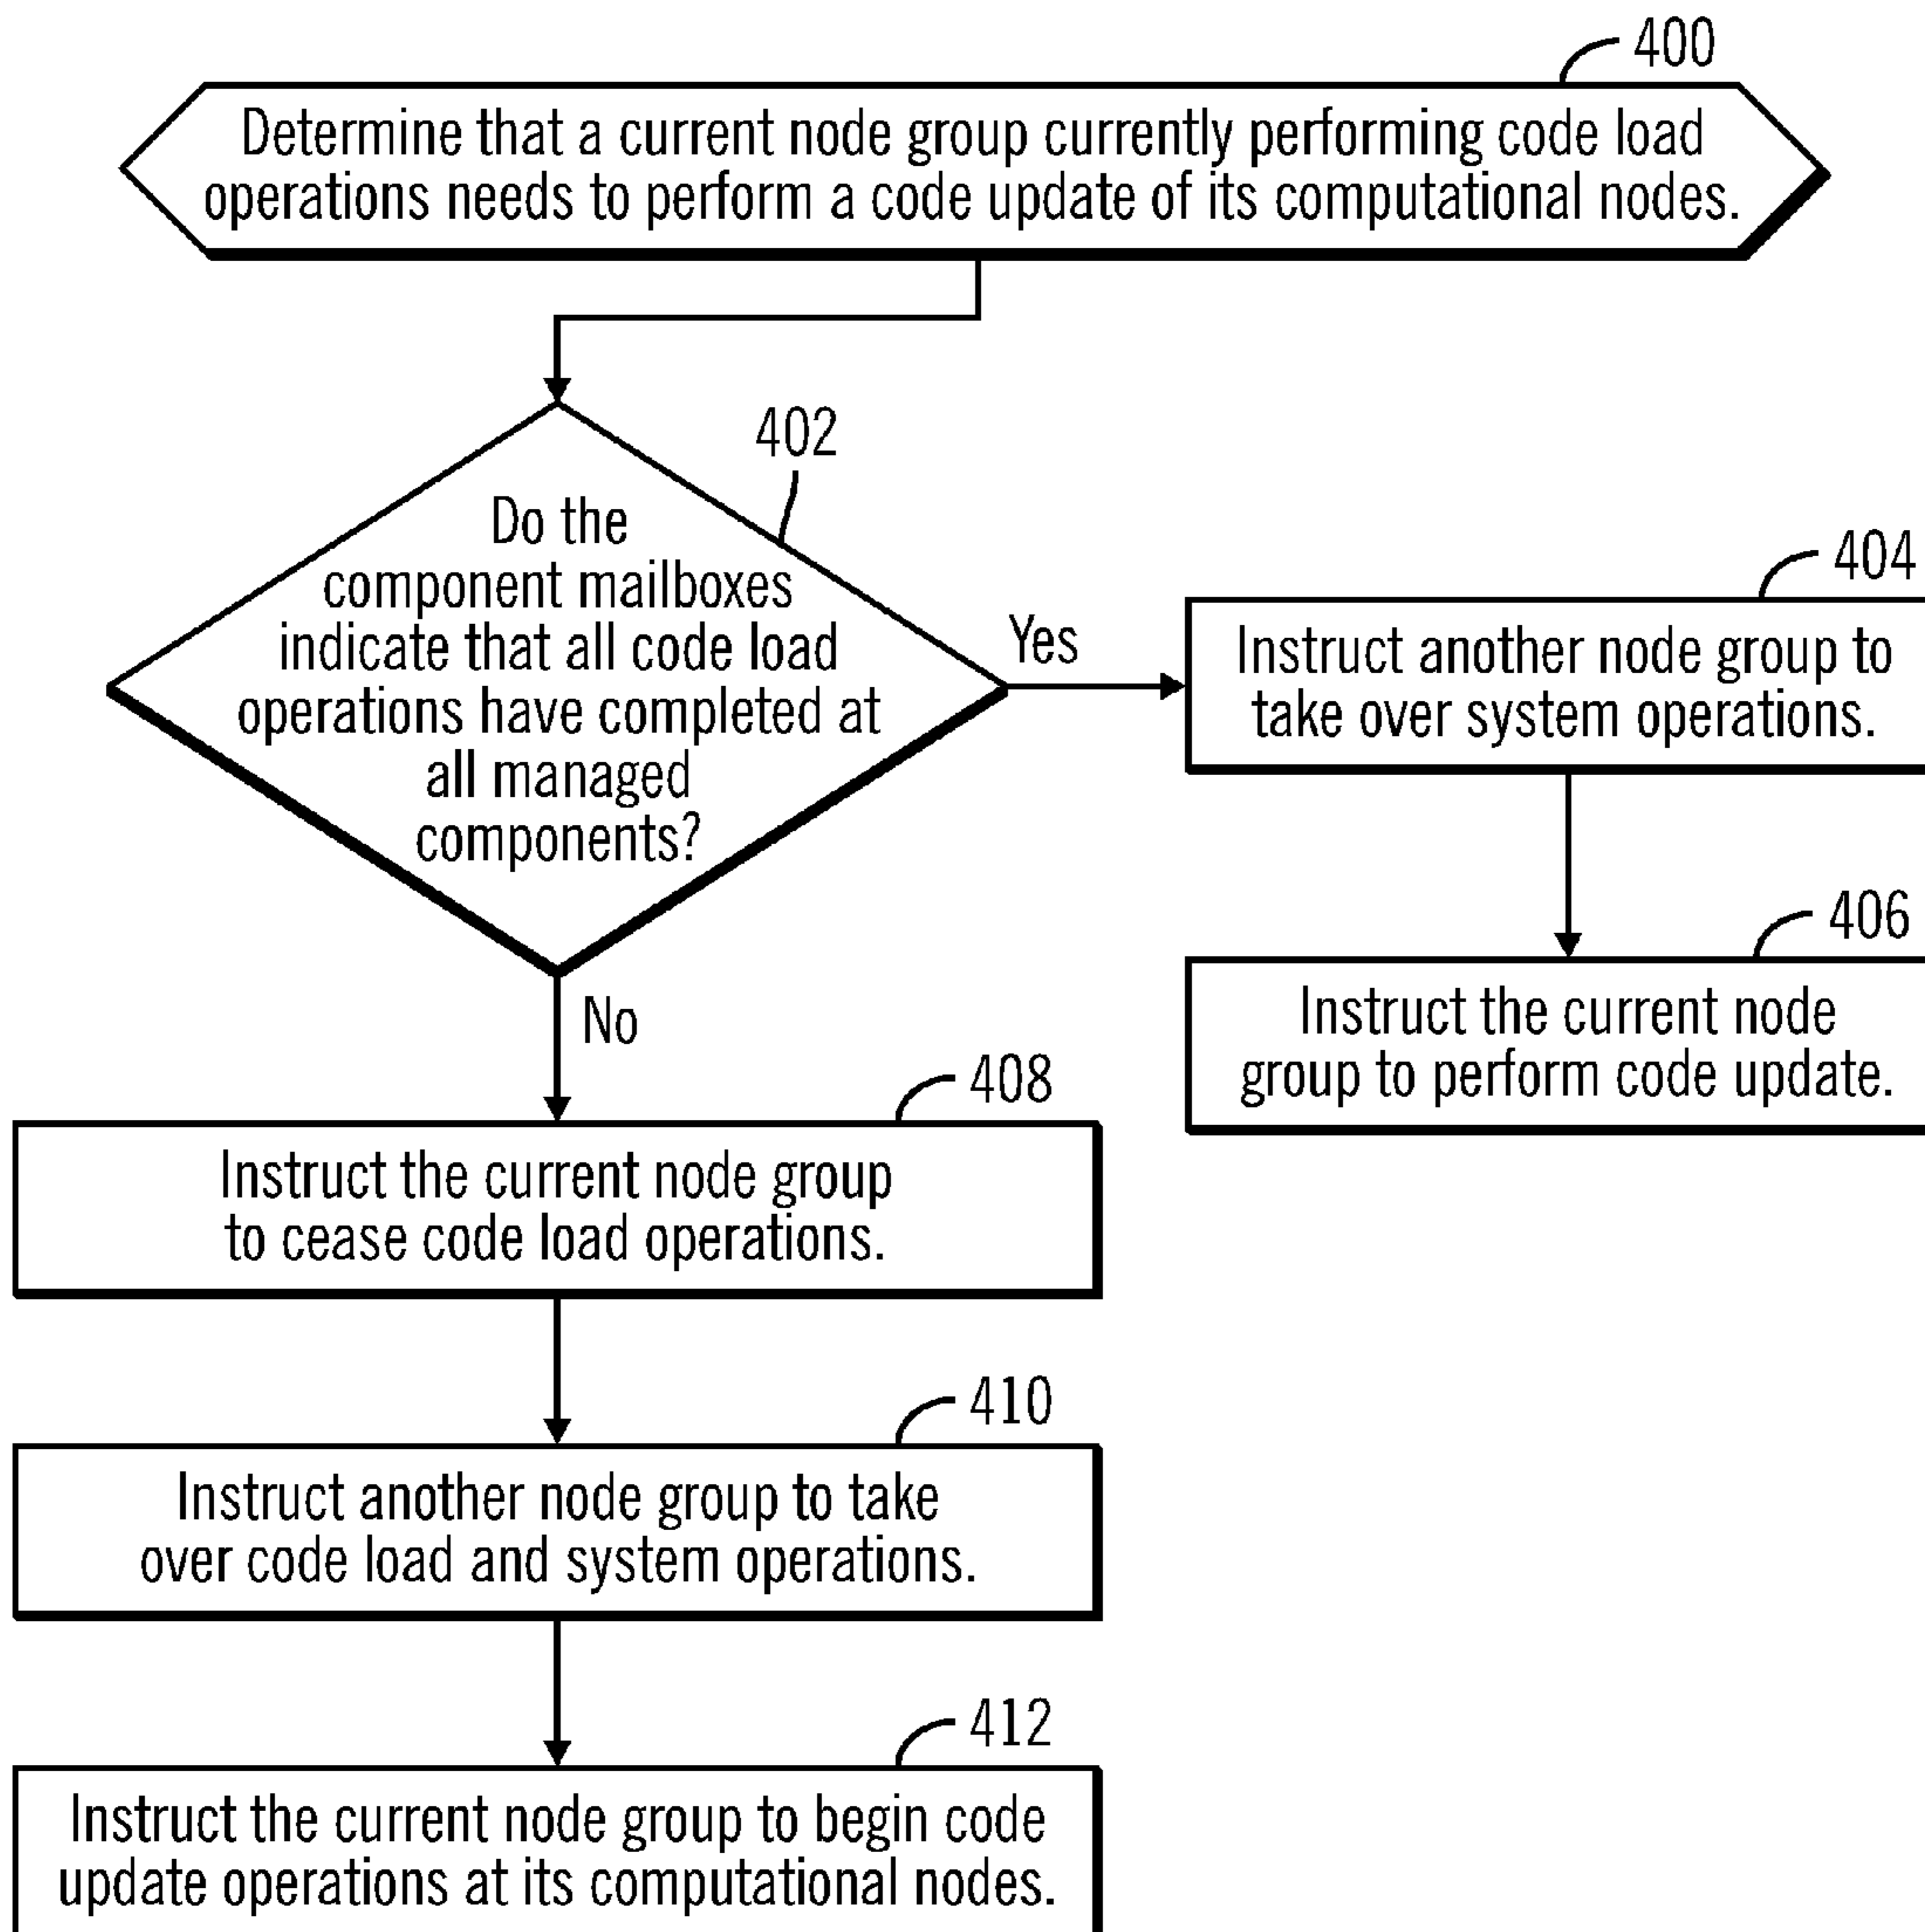 400
Determine that a current node group currently performing code load
operations needs to perform a code update of its computational nodes.
402
Do the
component mailboxes
indicate that all code load
operations have completed at
all managed
components?
Yes
404
Instruct another node group to
take over system operations.
406
Instruct the current node
group to perform code update.
No
408
Instruct the current node group
to cease code load operations.
410
Instruct another node group to take
over code load and system operations.
412
Instruct the current node group to begin code
update operations at its computational nodes.